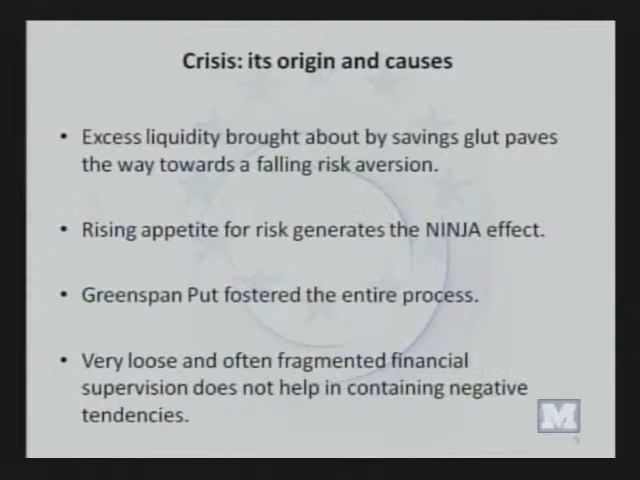 Crisis: its origin and causes
• Excess liquidity brought about by savings glut paves
the way towards a falling risk aversion.
• Rising appetite for risk generates the NINJA effect.
• Greenspan Put fostered the entire process.
• Very loose and often fragmented financial
supervision does not help in containing negative
tendencies.
M